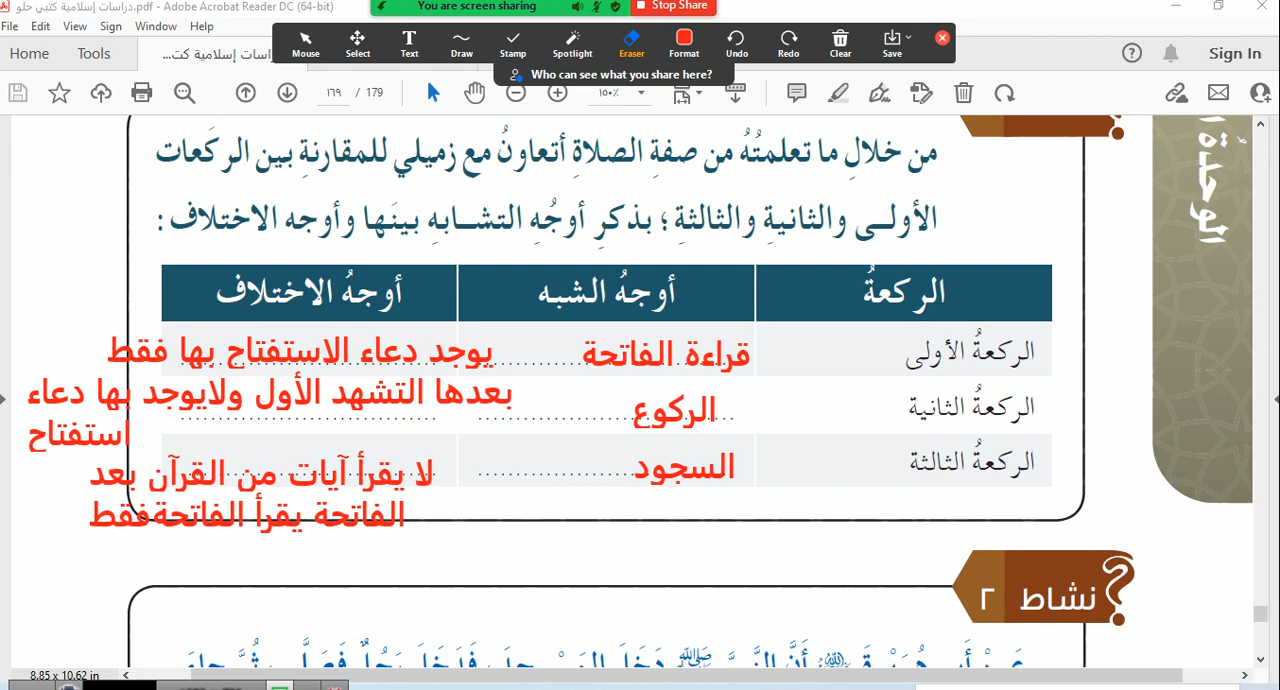 دراسات إسلامية كتبي حلو.pdf - Adobe Acrobat Reader DC (64-bit)
You are screen sharing
Stop Share
File Edit View Sign Window Help
Mouse Select Text Draw Stamp Spotlight Eraser Format Undo Redo Clear Save
Home Tools
راسات إسلامية كت...
Sign In
Who can see what you share here?
١٦٩ / 179
١٥٠٪
الوحدةُ
من خلالِ ما تعلمتُهُ من صفةِ الصلاةِ أتعاونُ مع زميلي للمقارنةِ بين الركَعات
الأولى والثانيةِ والثالثةِ؛ بذكرِ أوجُهِ التشابهِ بينَها وأوجه الاختلاف:
الركعةُ أوجهُ الشبه أوجهُ الاختلاف
الركعةُ الأولى قراءة الفاتحة يوجد دعاء الاستفتاح بها فقط
الركعةُ الثانية الركوع بعدها التشهد الأول ولايوجد بها دعاء
استفتاح
الركعةُ الثالثة السجود لا يقرأ آيات من القرآن بعد
الفاتحة يقرأ الفاتحة فقط
نشاط ٢
8.85 x 10.62 in